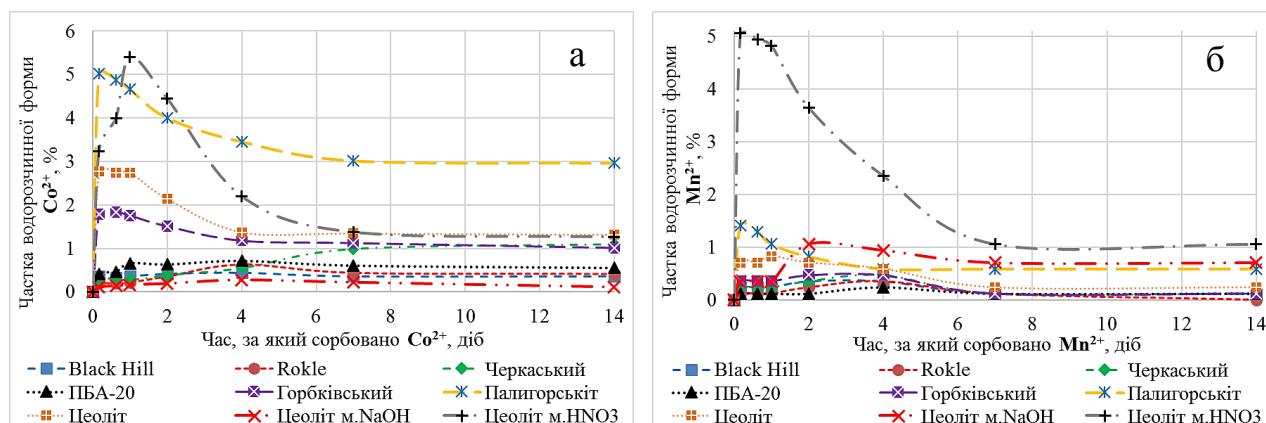 а
Частка водорозчинної форми
Co²⁺, %
6
5
4
3
2
1
0
0 2 4 6 8 10 12 14
Час, за який сорбовано Co²⁺, діб
Black Hill Rokle Черкаський
ПБА-20 Горбківський Палигорськіт
Цеоліт Цеоліт м.NaOH Цеоліт м.HNO3
б
Частка водорозчинної форми
Mn²⁺, %
5
4
3
2
1
0
0 2 4 6 8 10 12 14
Час, за який сорбовано Mn²⁺, діб
Black Hill Rokle Черкаський
ПБА-20 Горбківський Палигорськіт
Цеоліт Цеоліт м.NaOH Цеоліт м.HNO3